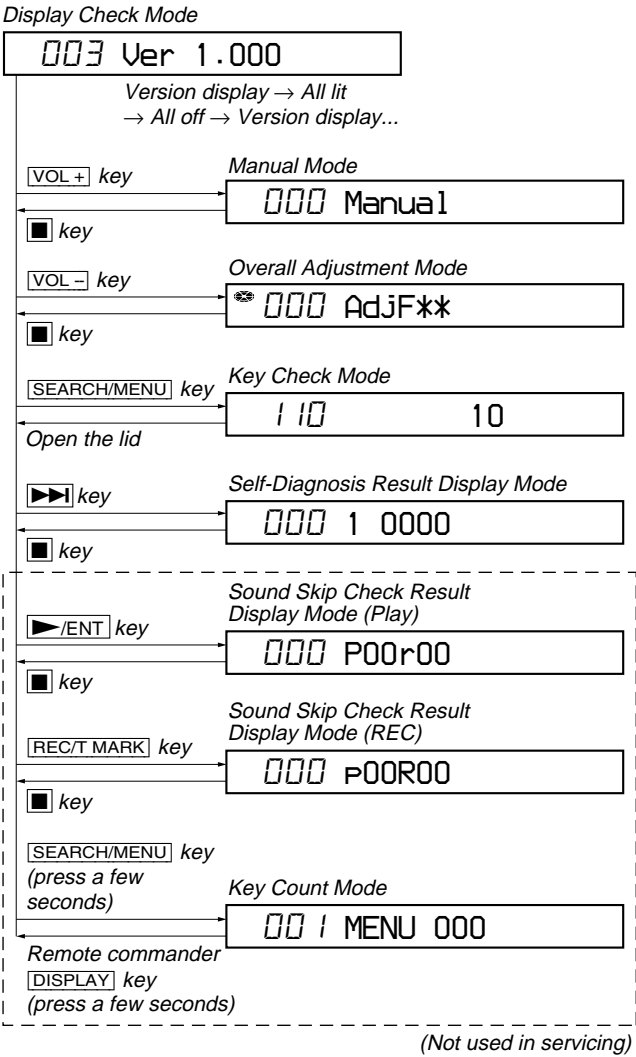 Display Check Mode
003 Ver 1.000
Version display → All lit
→ All off → Version display...
VOL + key
Manual Mode
000 Manual
■ key
VOL – key
Overall Adjustment Mode
000 AdjF**
■ key
SEARCH/MENU key
Key Check Mode
110 10
Open the lid
▶▶I key
Self-Diagnosis Result Display Mode
000 1 0000
■ key
Sound Skip Check Result
Display Mode (Play)
▶/ENT key
000 P00r00
■ key
Sound Skip Check Result
Display Mode (REC)
REC/T MARK key
000 p00R00
■ key
SEARCH/MENU key
(press a few
seconds)
Key Count Mode
001 MENU 000
Remote commander
DISPLAY key
(press a few seconds)
(Not used in servicing)